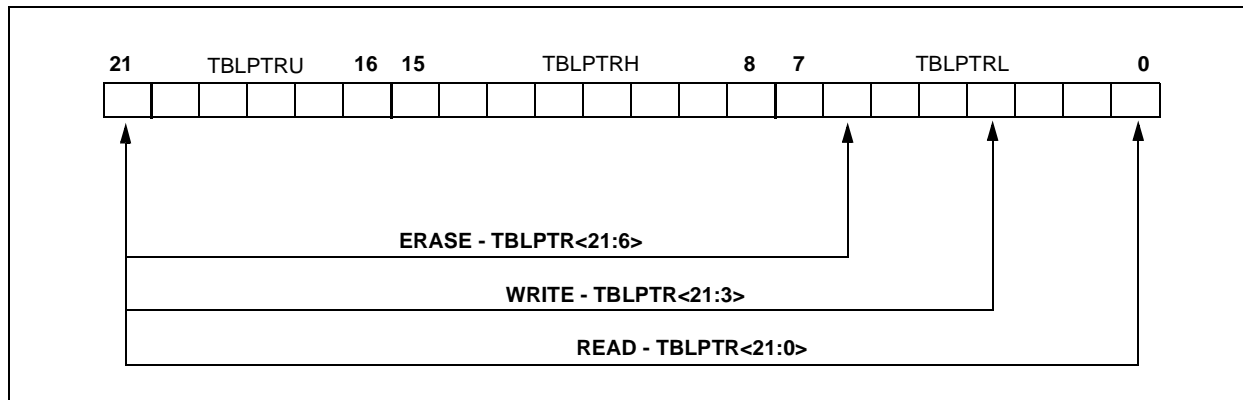 21 TBLPTRU 16 15 TBLPTRH 8 7 TBLPTRL 0
ERASE - TBLPTR<21:6>
WRITE - TBLPTR<21:3>
READ - TBLPTR<21:0>